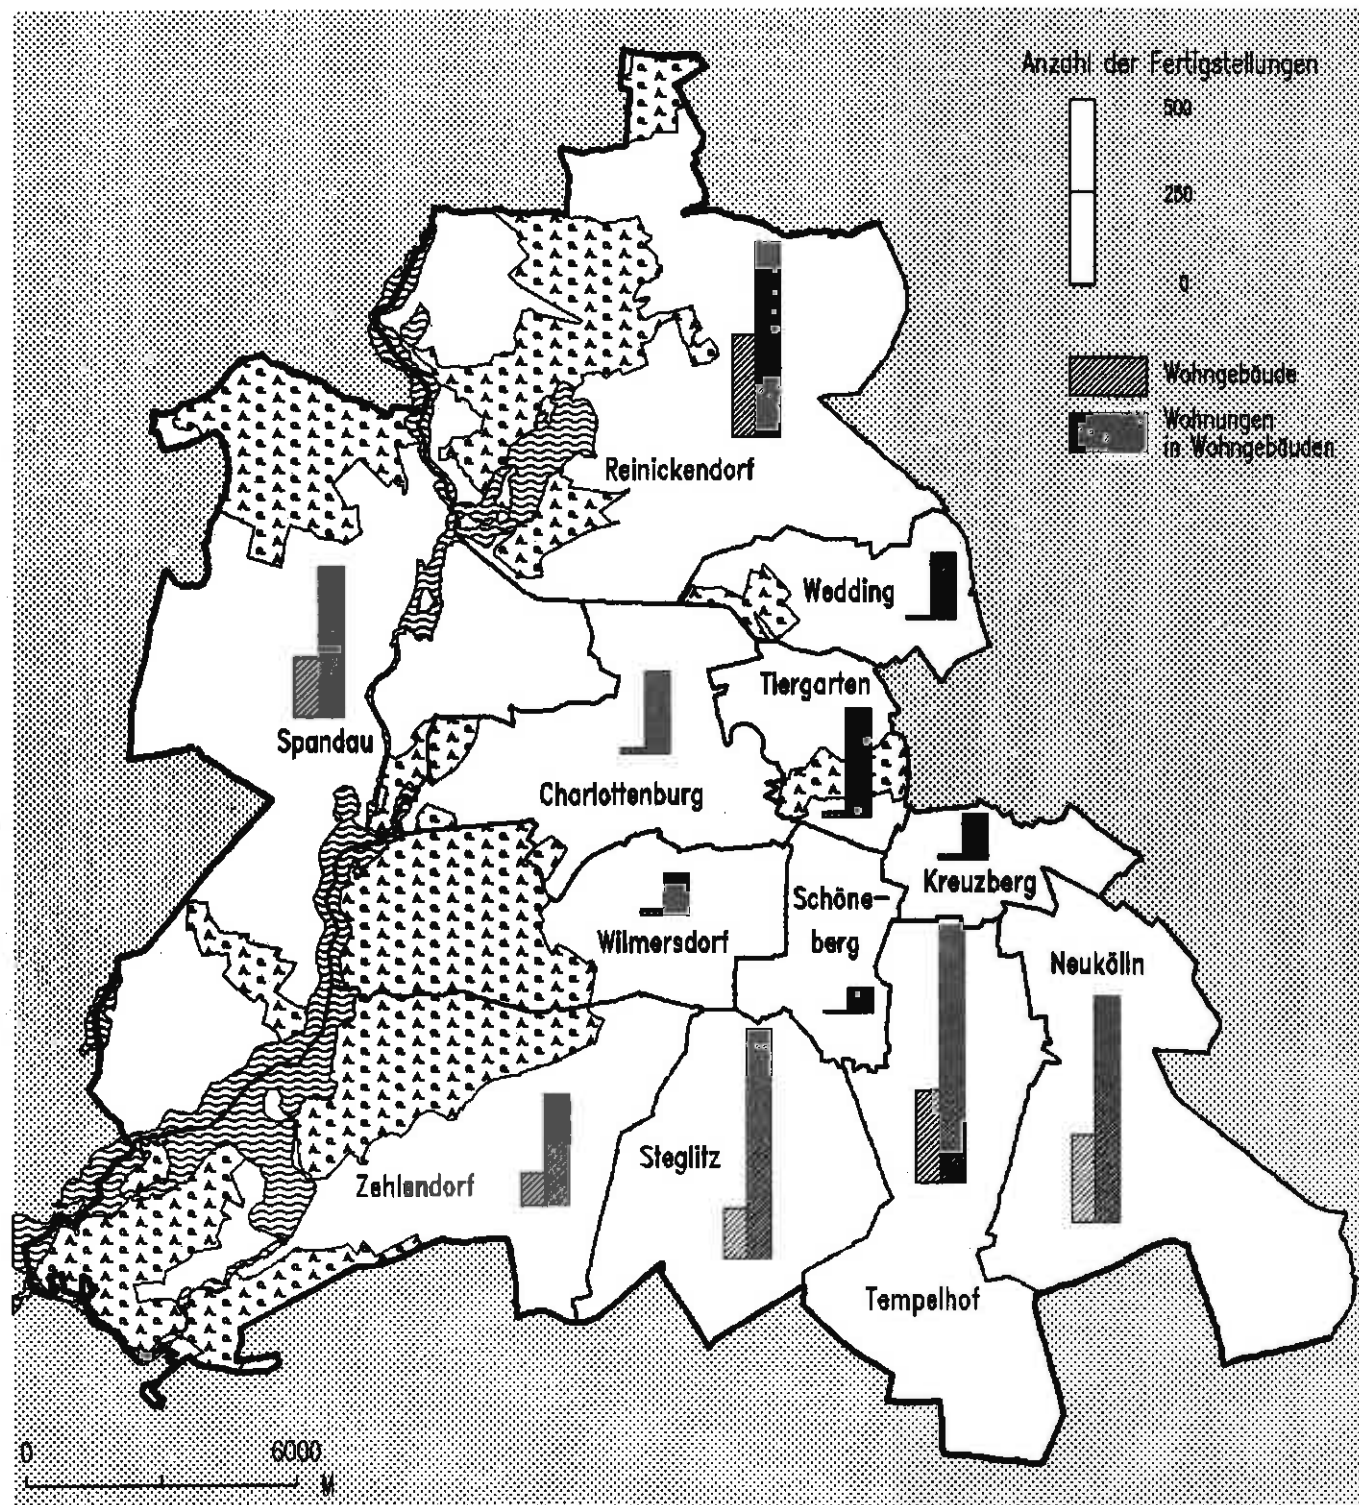 Anzahl der Fertigstellungen
500
250
0
Wohngebäude
Wohnungen
in Wohngebäuden
Reinickendorf
Wedding
Tiergarten
Spandau
Charlottenburg
Kreuzberg
Schöne-
berg
Wilmersdorf
Neukölln
Steglitz
Zehlendorf
Tempelhof
0
6000
M